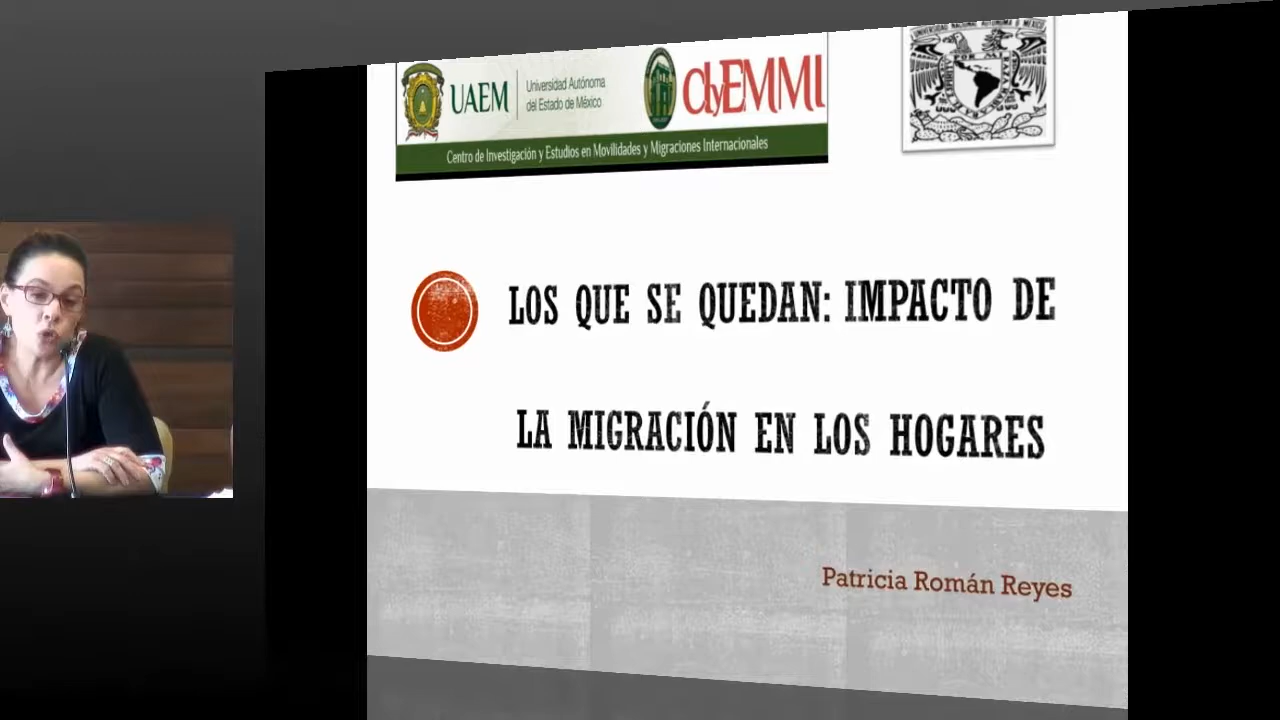 UAEM
Universidad Autónoma
del Estado de México
CIyEMMI
Centro de Investigación y Estudios en Movilidades y Migraciones Internacionales
LOS QUE SE QUEDAN: IMPACTO DE
LA MIGRACIÓN EN LOS HOGARES
Patricia Román Reyes